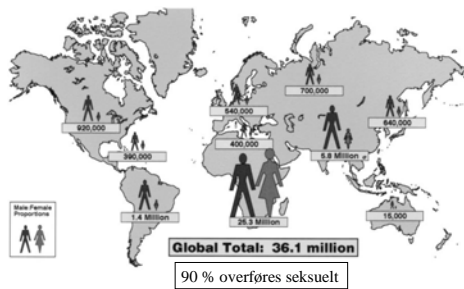 700,000
540,000
920,000
640,000
400,000
390,000
5.8 Million
1.4 Million
25.3 Million
15,000
Male:Female
Proportions
Global Total: 36.1 million
90 % overføres seksuelt